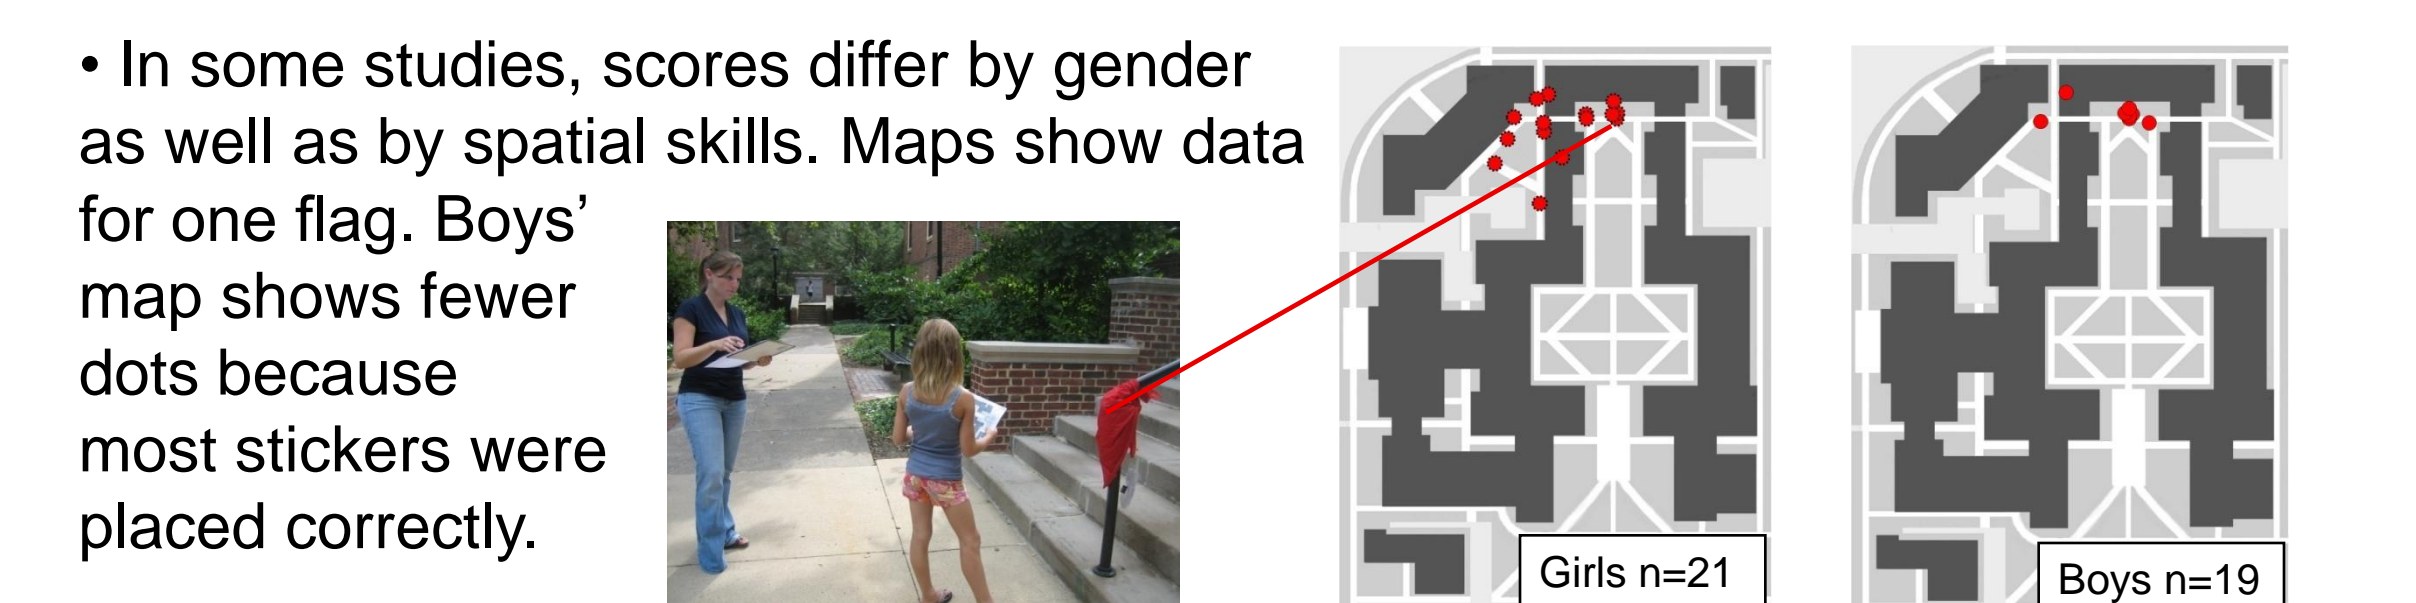 • In some studies, scores differ by gender
as well as by spatial skills. Maps show data
for one flag. Boys’
map shows fewer
dots because
most stickers were
placed correctly.
Girls n=21
Boys n=19